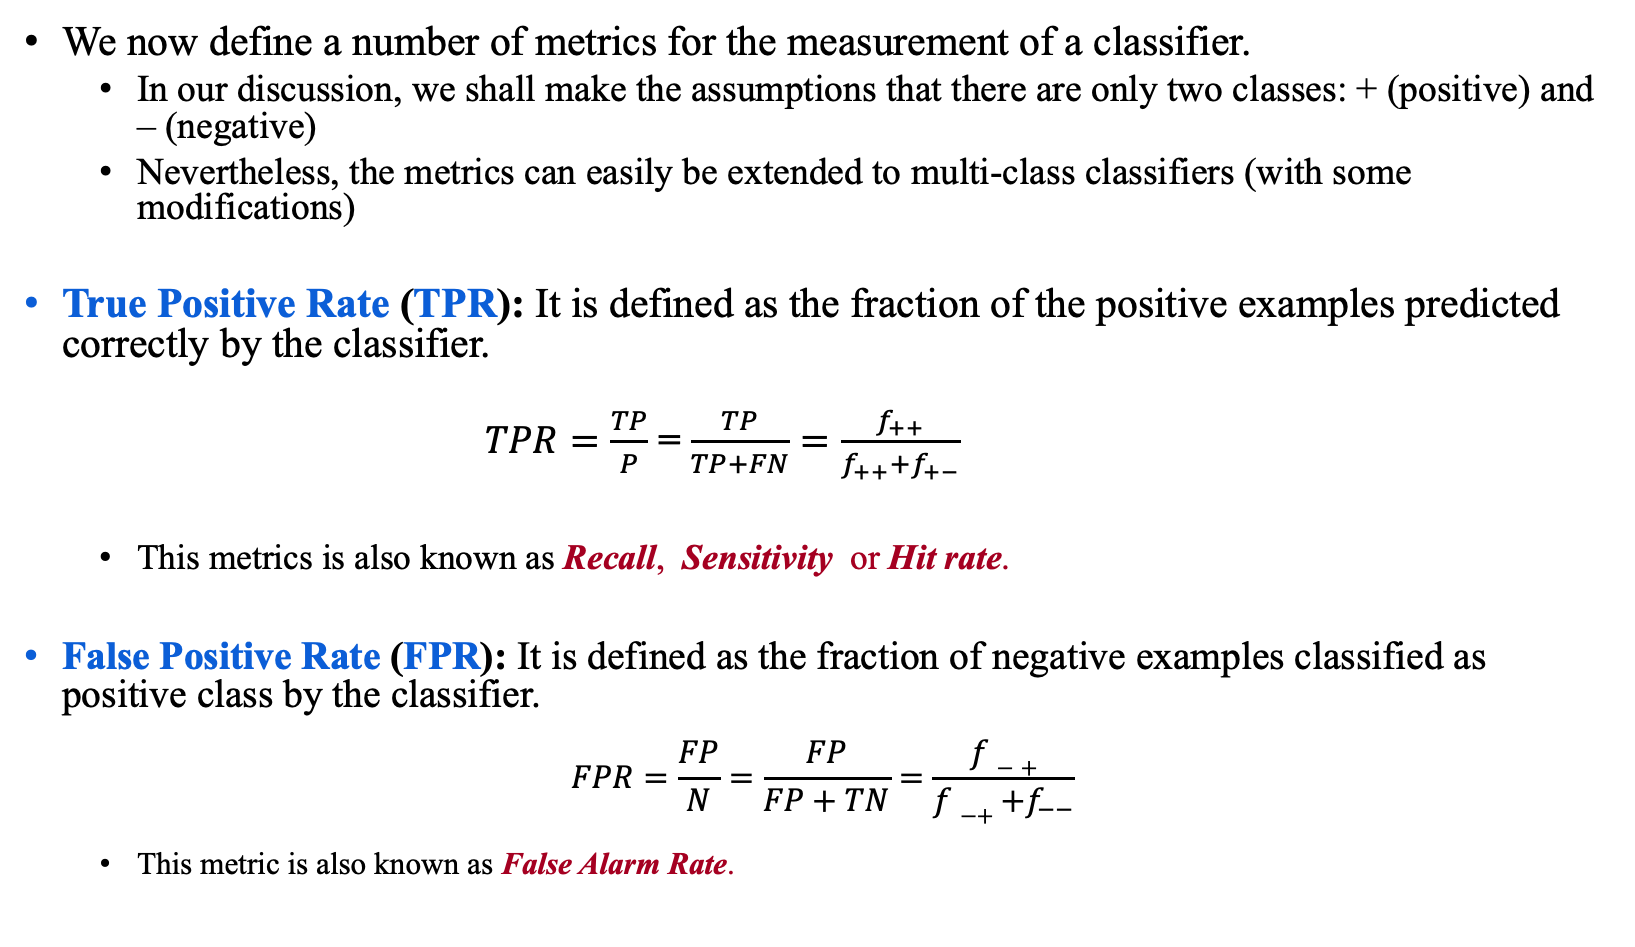 • We now define a number of metrics for the measurement of a classifier.
• In our discussion, we shall make the assumptions that there are only two classes: + (positive) and
– (negative)
• Nevertheless, the metrics can easily be extended to multi-class classifiers (with some
modifications)
• True Positive Rate (TPR): It is defined as the fraction of the positive examples predicted
correctly by the classifier.
TPR = TP/P = TP/(TP+FN) = f₊₊/(f₊₊+f₊₋)
• This metrics is also known as Recall, Sensitivity or Hit rate.
• False Positive Rate (FPR): It is defined as the fraction of negative examples classified as
positive class by the classifier.
FPR = FP/N = FP/(FP + TN) = f₋₊/(f₋₊+f₋₋)
• This metric is also known as False Alarm Rate.